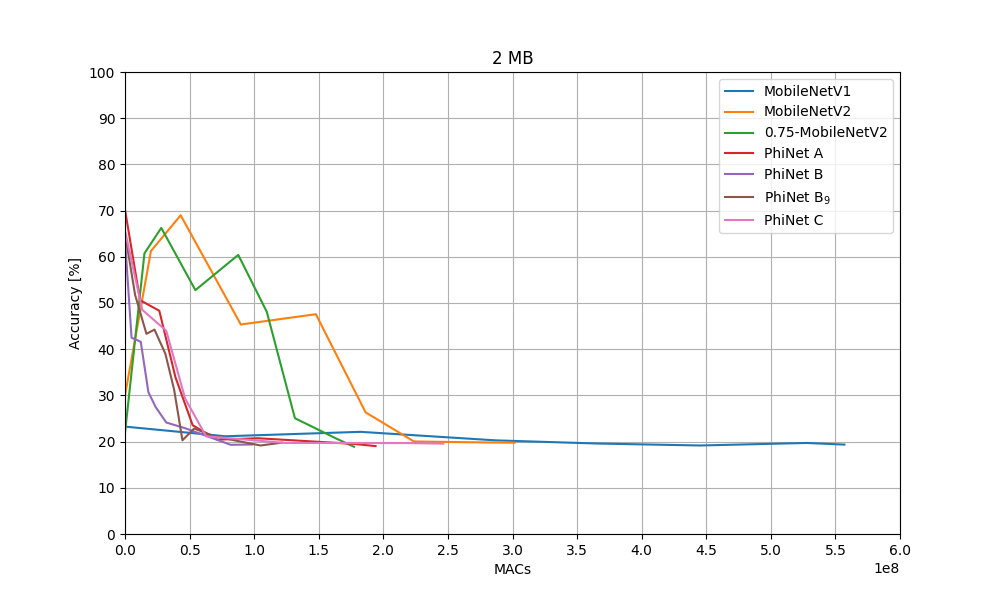 2 MB
100
90
80
70
60
50
40
30
20
10
0
Accuracy [%]
MobileNetV1
MobileNetV2
0.75-MobileNetV2
PhiNet A
PhiNet B
PhiNet B₉
PhiNet C
0.0 0.5 1.0 1.5 2.0 2.5 3.0 3.5 4.0 4.5 5.0 5.5 6.0
MACs
1e8